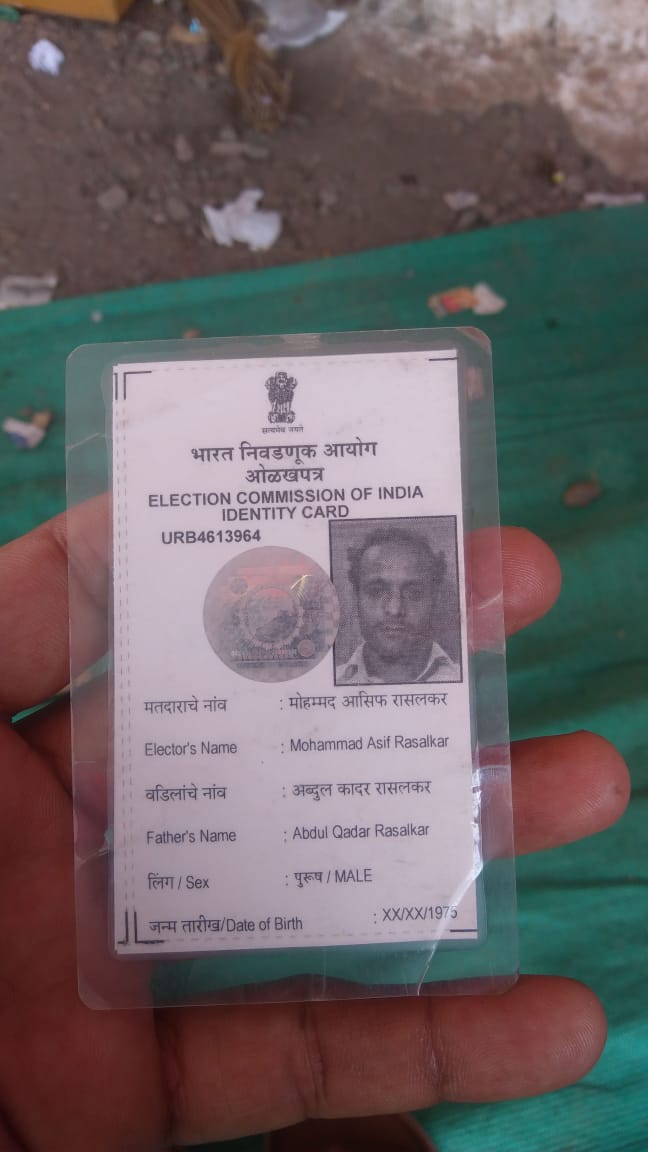 सत्यमेव जयते
भारत निवडणूक आयोग
ओळखपत्र
ELECTION COMMISSION OF INDIA
IDENTITY CARD
URB4613964
मतदाराचे नांव : मोहम्मद आसिफ रासलकर
Elector's Name : Mohammad Asif Rasalkar
वडिलांचे नांव : अब्दुल कादर रासलकर
Father's Name : Abdul Qadar Rasalkar
लिंग / Sex : पुरूष / MALE
जन्म तारीख/Date of Birth : XX/XX/1975